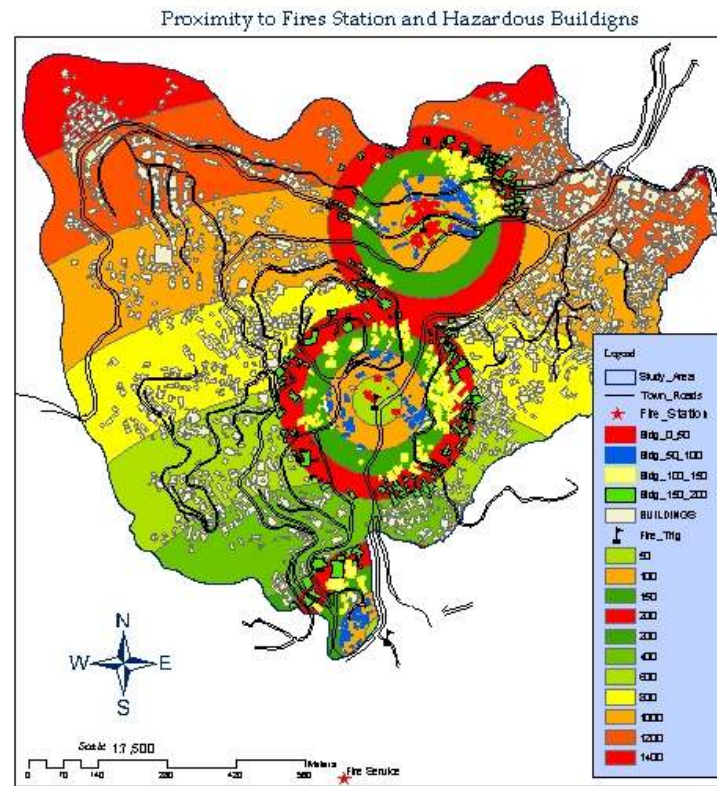 Proximity to Fires Station and Hazardous Buildigns
Legend
Study_Area
Town_Roads
Fire_Station
Bldg_0_50
Bldg_50_100
Bldg_100_150
Bldg_150_200
BUILDINGS
Fire_Trig
50
100
150
200
200
400
600
800
1000
1200
1400
N
W
E
S
Scale 1:7,500
Meters
0 70 140 280 420 560
Fire Service